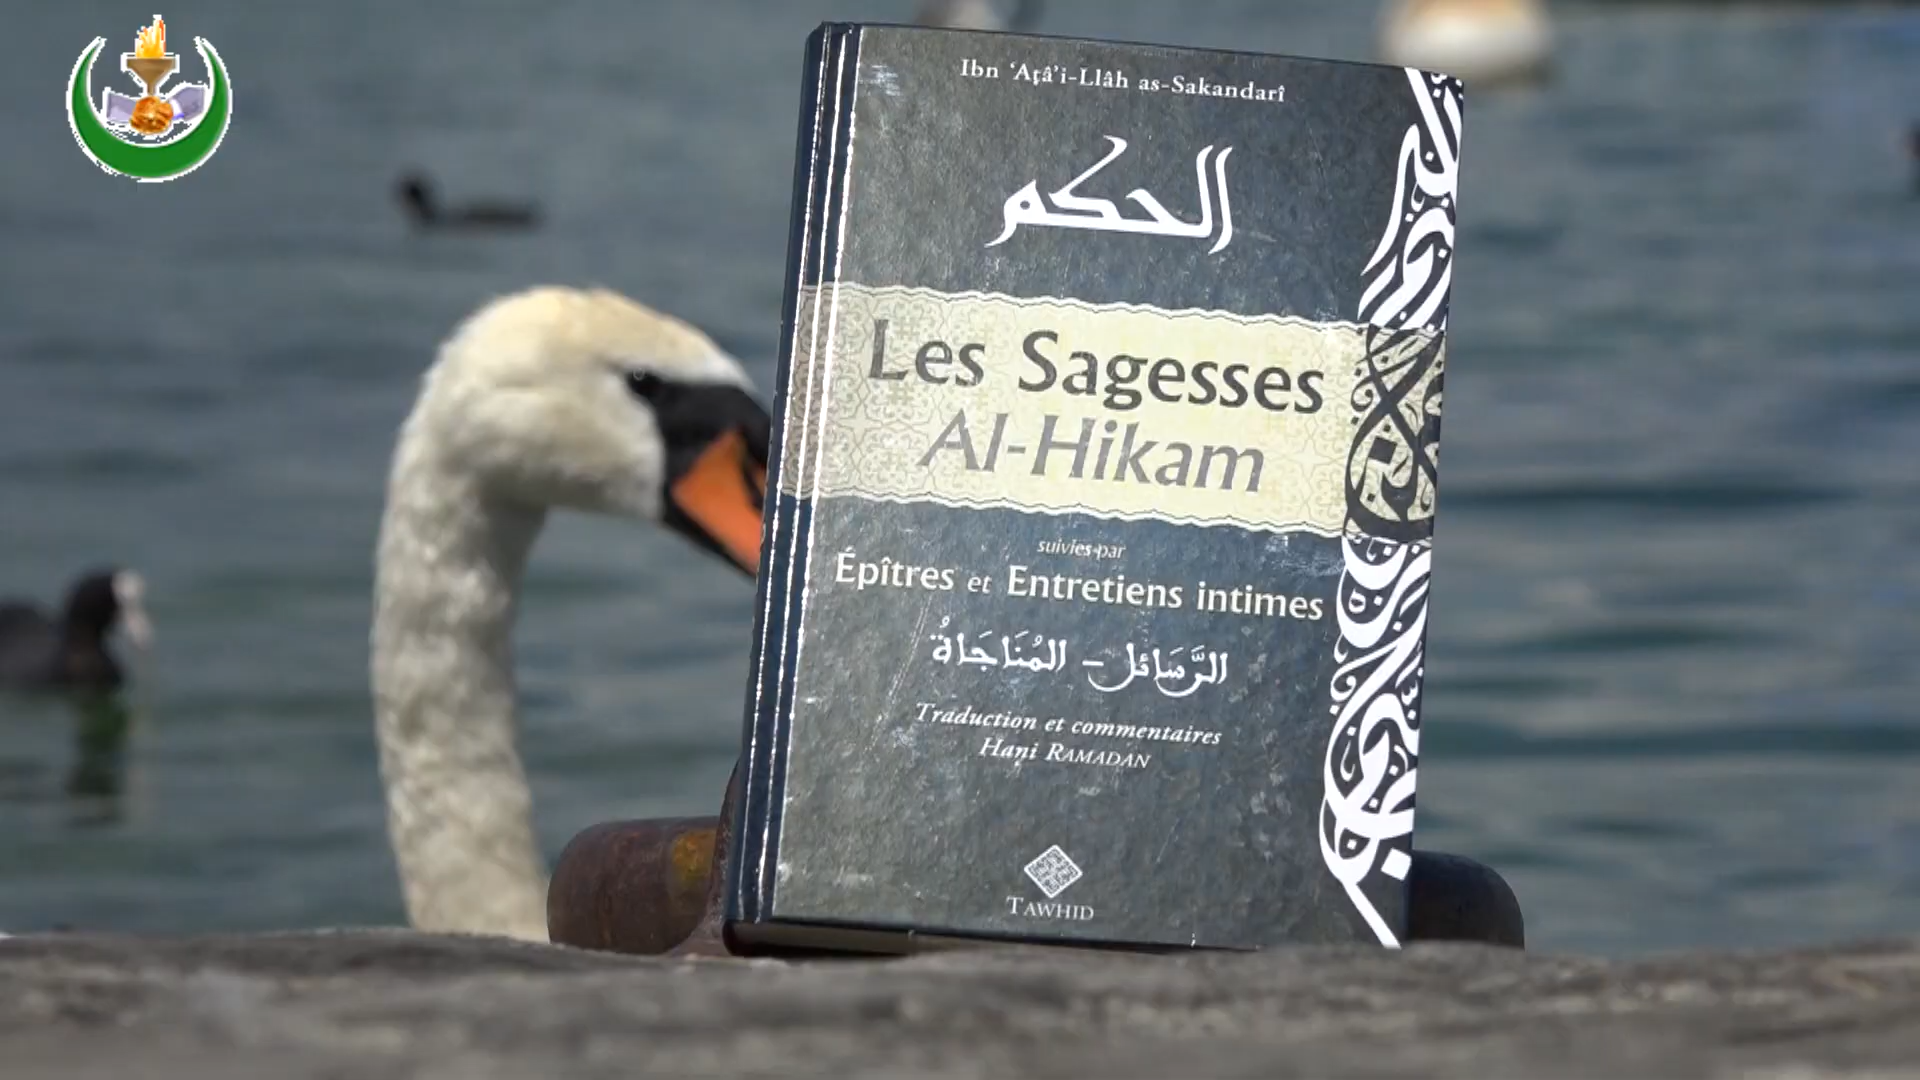 Ibn ‘Aṭâ’i-Llâh as-Sakandarî
الحكم
Les Sagesses
Al-Hikam
suivies par
Épîtres et Entretiens intimes
الرَّسَائل - المُنَاجَاةُ
Traduction et commentaires
Hani RAMADAN
TAWHID